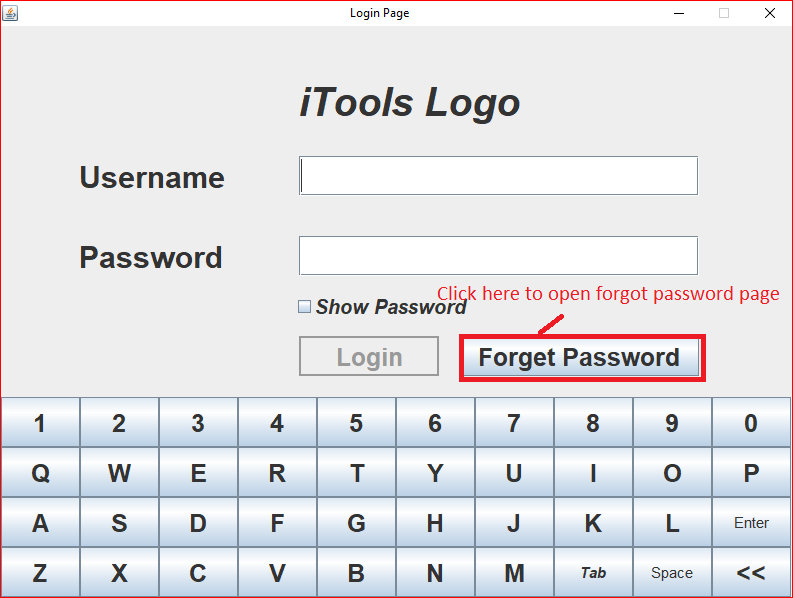 Login Page
iTools Logo
Username
Password
Click here to open forgot password page
Show Password
Login Forget Password
1 2 3 4 5 6 7 8 9 0
Q W E R T Y U I O P
A S D F G H J K L Enter
Z X C V B N M Tab Space <<